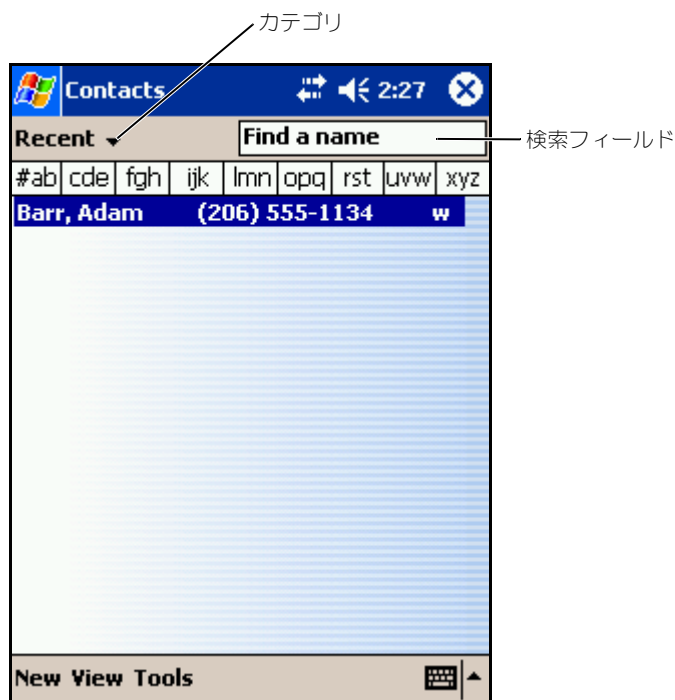 カテゴリ
Contacts 2:27
Recent Find a name
検索フィールド
#ab cde fgh ijk lmn opq rst uvw xyz
Barr, Adam (206) 555-1134 w
New View Tools